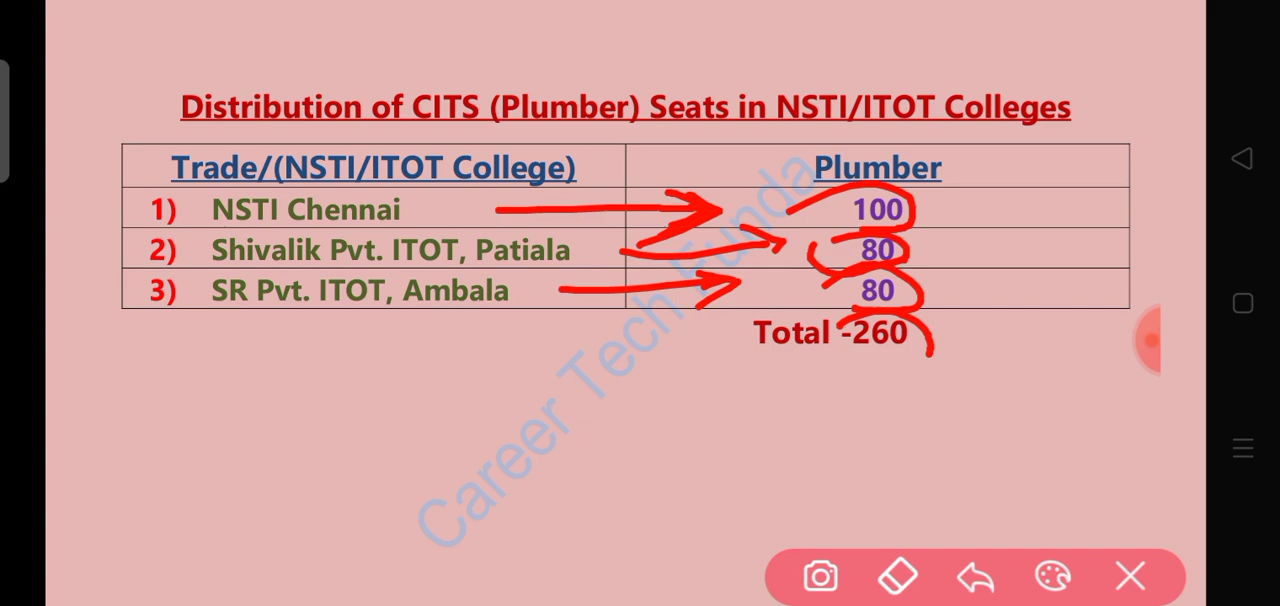 Distribution of CITS (Plumber) Seats in NSTI/ITOT Colleges
Trade/(NSTI/ITOT College) Plumber
1) NSTI Chennai 100
2) Shivalik Pvt. ITOT, Patiala 80
3) SR Pvt. ITOT, Ambala 80
Total -260
Career Tech Funda